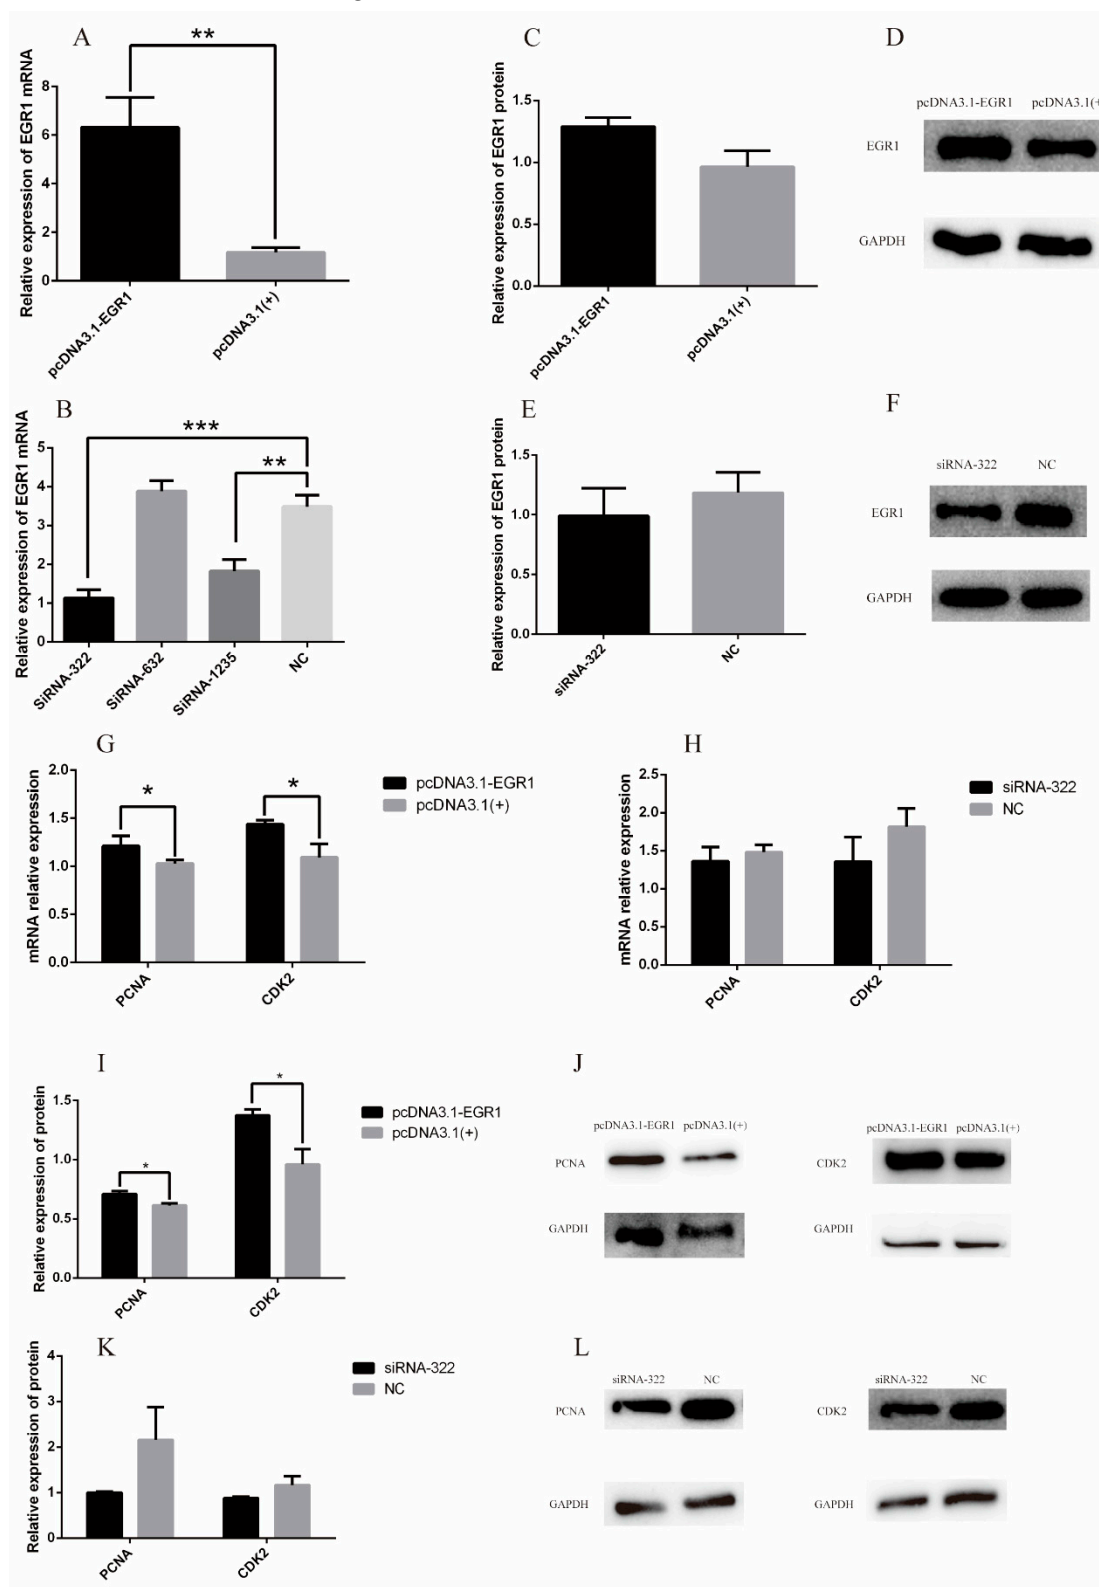 A
**
Relative expression of EGR1 mRNA
8
6
4
2
0
pcDNA3.1-EGR1
pcDNA3.1(+)
C
Relative expression of EGR1 protein
1.5
1.0
0.5
0.0
pcDNA3.1-EGR1
pcDNA3.1(+)
D
pcDNA3.1-EGR1 pcDNA3.1(+
EGR1
GAPDH
B
***
**
Relative expression of EGR1 mRNA
5
4
3
2
1
0
SiRNA-322
SiRNA-632
SiRNA-1235
NC
E
Relative expression of EGR1 protein
1.5
1.0
0.5
0.0
siRNA-322
NC
F
siRNA-322 NC
EGR1
GAPDH
G
mRNA relative expression
2.0
1.5
1.0
0.5
0.0
*
*
PCNA
CDK2
pcDNA3.1-EGR1
pcDNA3.1(+)
H
mRNA relative expression
2.5
2.0
1.5
1.0
0.5
0.0
PCNA
CDK2
siRNA-322
NC
I
Relative expression of protein
1.5
1.0
0.5
0.0
*
*
PCNA
CDK2
pcDNA3.1-EGR1
pcDNA3.1(+)
J
pcDNA3.1-EGR1 pcDNA3.1(+)
PCNA
GAPDH
pcDNA3.1-EGR1 pcDNA3.1(+)
CDK2
GAPDH
K
Relative expression of protein
4
3
2
1
0
PCNA
CDK2
siRNA-322
NC
L
siRNA-322 NC
PCNA
GAPDH
siRNA-322 NC
CDK2
GAPDH